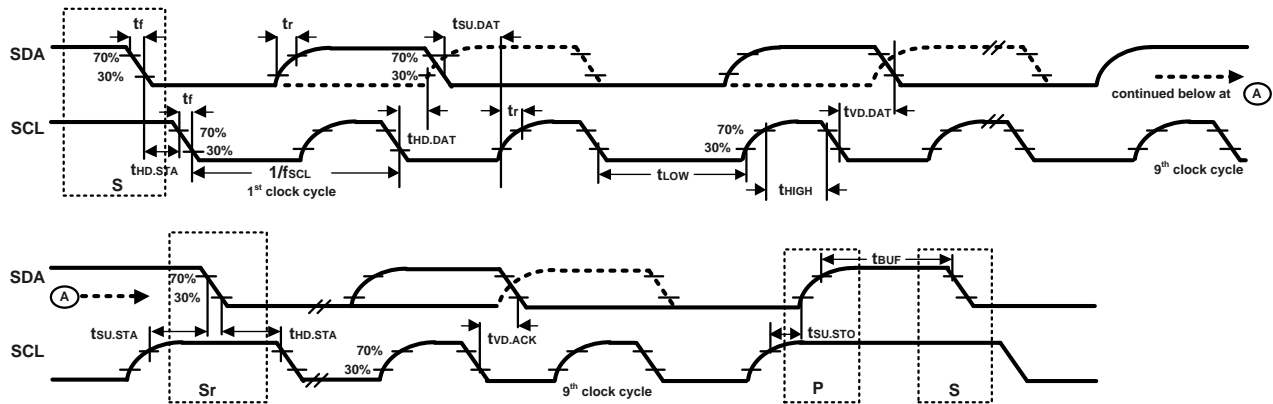 tf
tr
tSU.DAT
SDA
70%
30%
70%
30%
continued below at A
tf
tHD.DAT
tr
tVD.DAT
SCL
70%
30%
70%
30%
tHD.STA
1/fSCL
tLOW
tHIGH
S
1st clock cycle
9th clock cycle
SDA
70%
30%
tBUF
A
tSU.STA
tHD.STA
tVD.ACK
tSU.STO
SCL
70%
30%
Sr
9th clock cycle
P
S